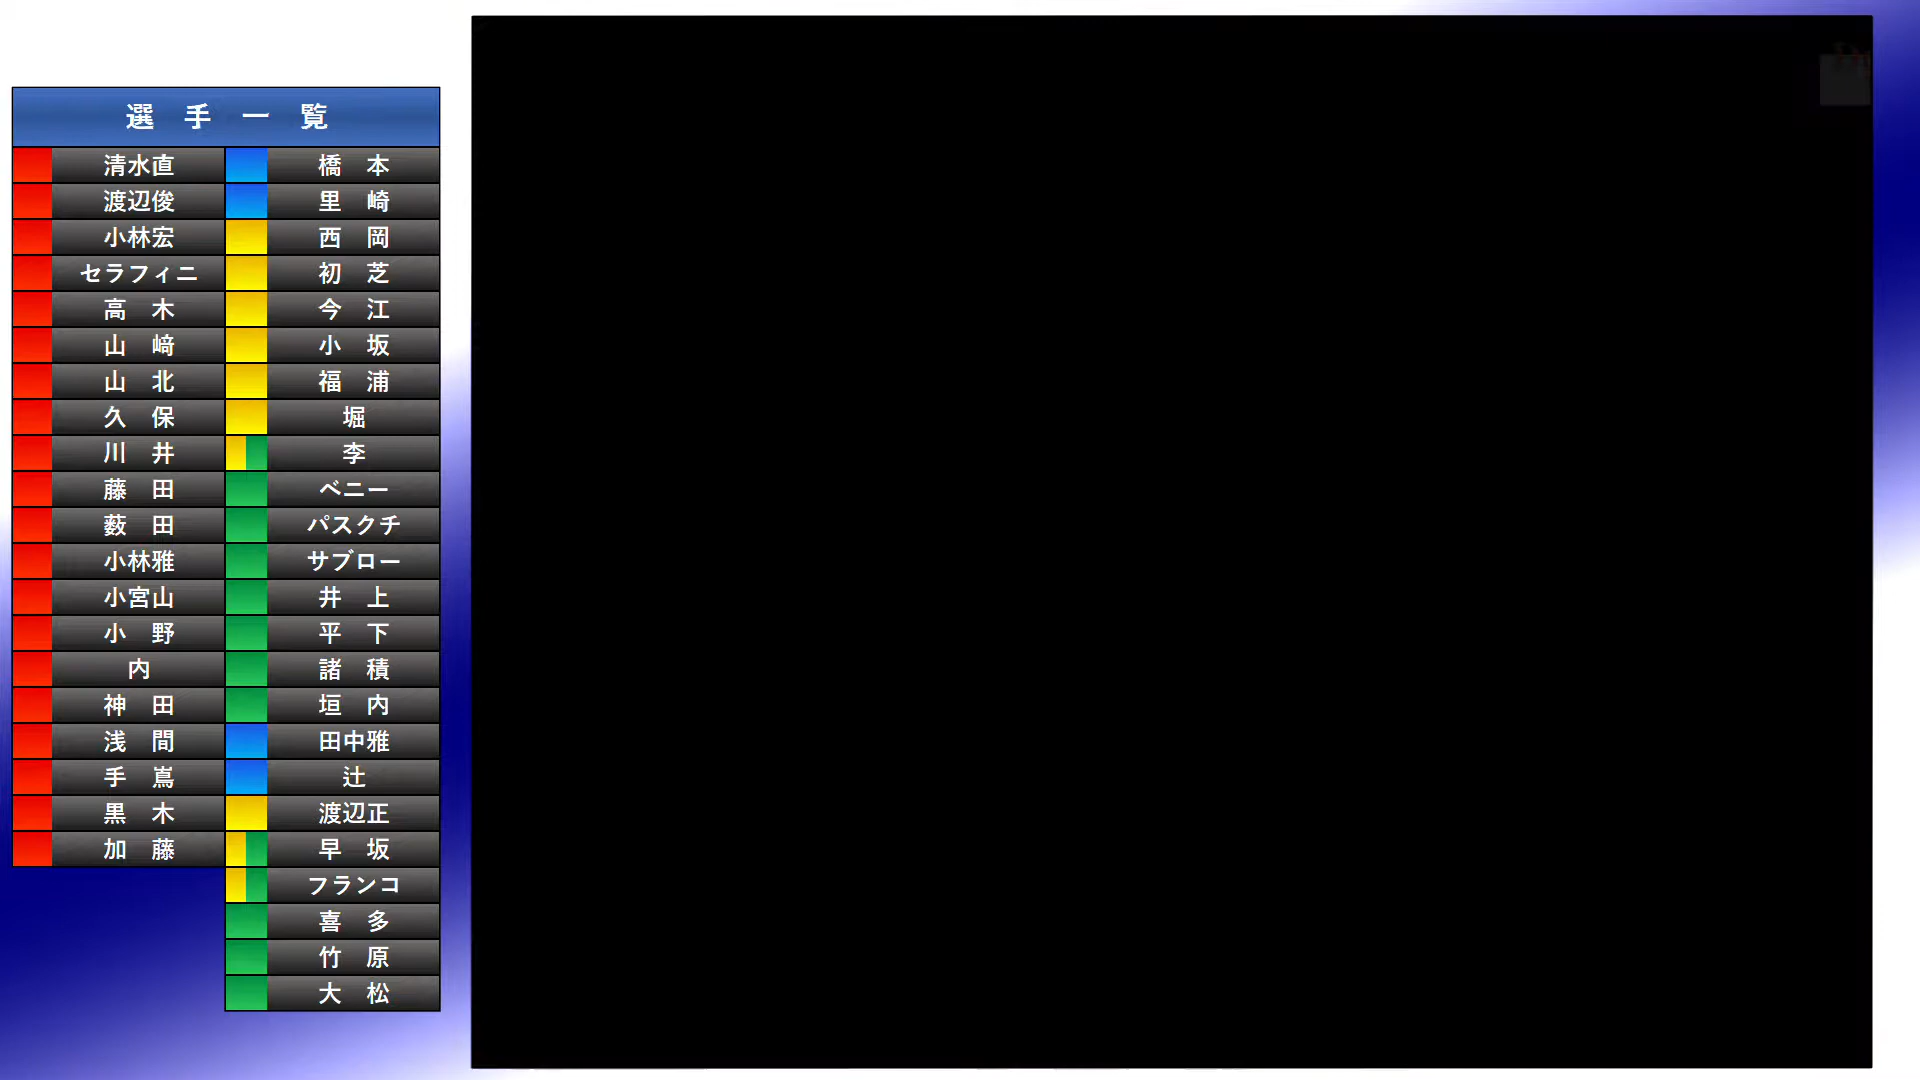 選手一覧
清水直 橋本
渡辺俊 里崎
小林宏 西岡
セラフィニ 初芝
高木 今江
山﨑 小坂
山北 福浦
久保 堀
川井 李
藤田 ベニー
薮田 パスクチ
小林雅 サブロー
小宮山 井上
小野 平下
内 諸積
神田 垣内
浅間 田中雅
手嶌 辻
黒木 渡辺正
加藤 早坂
フランコ
喜多
竹原
大松